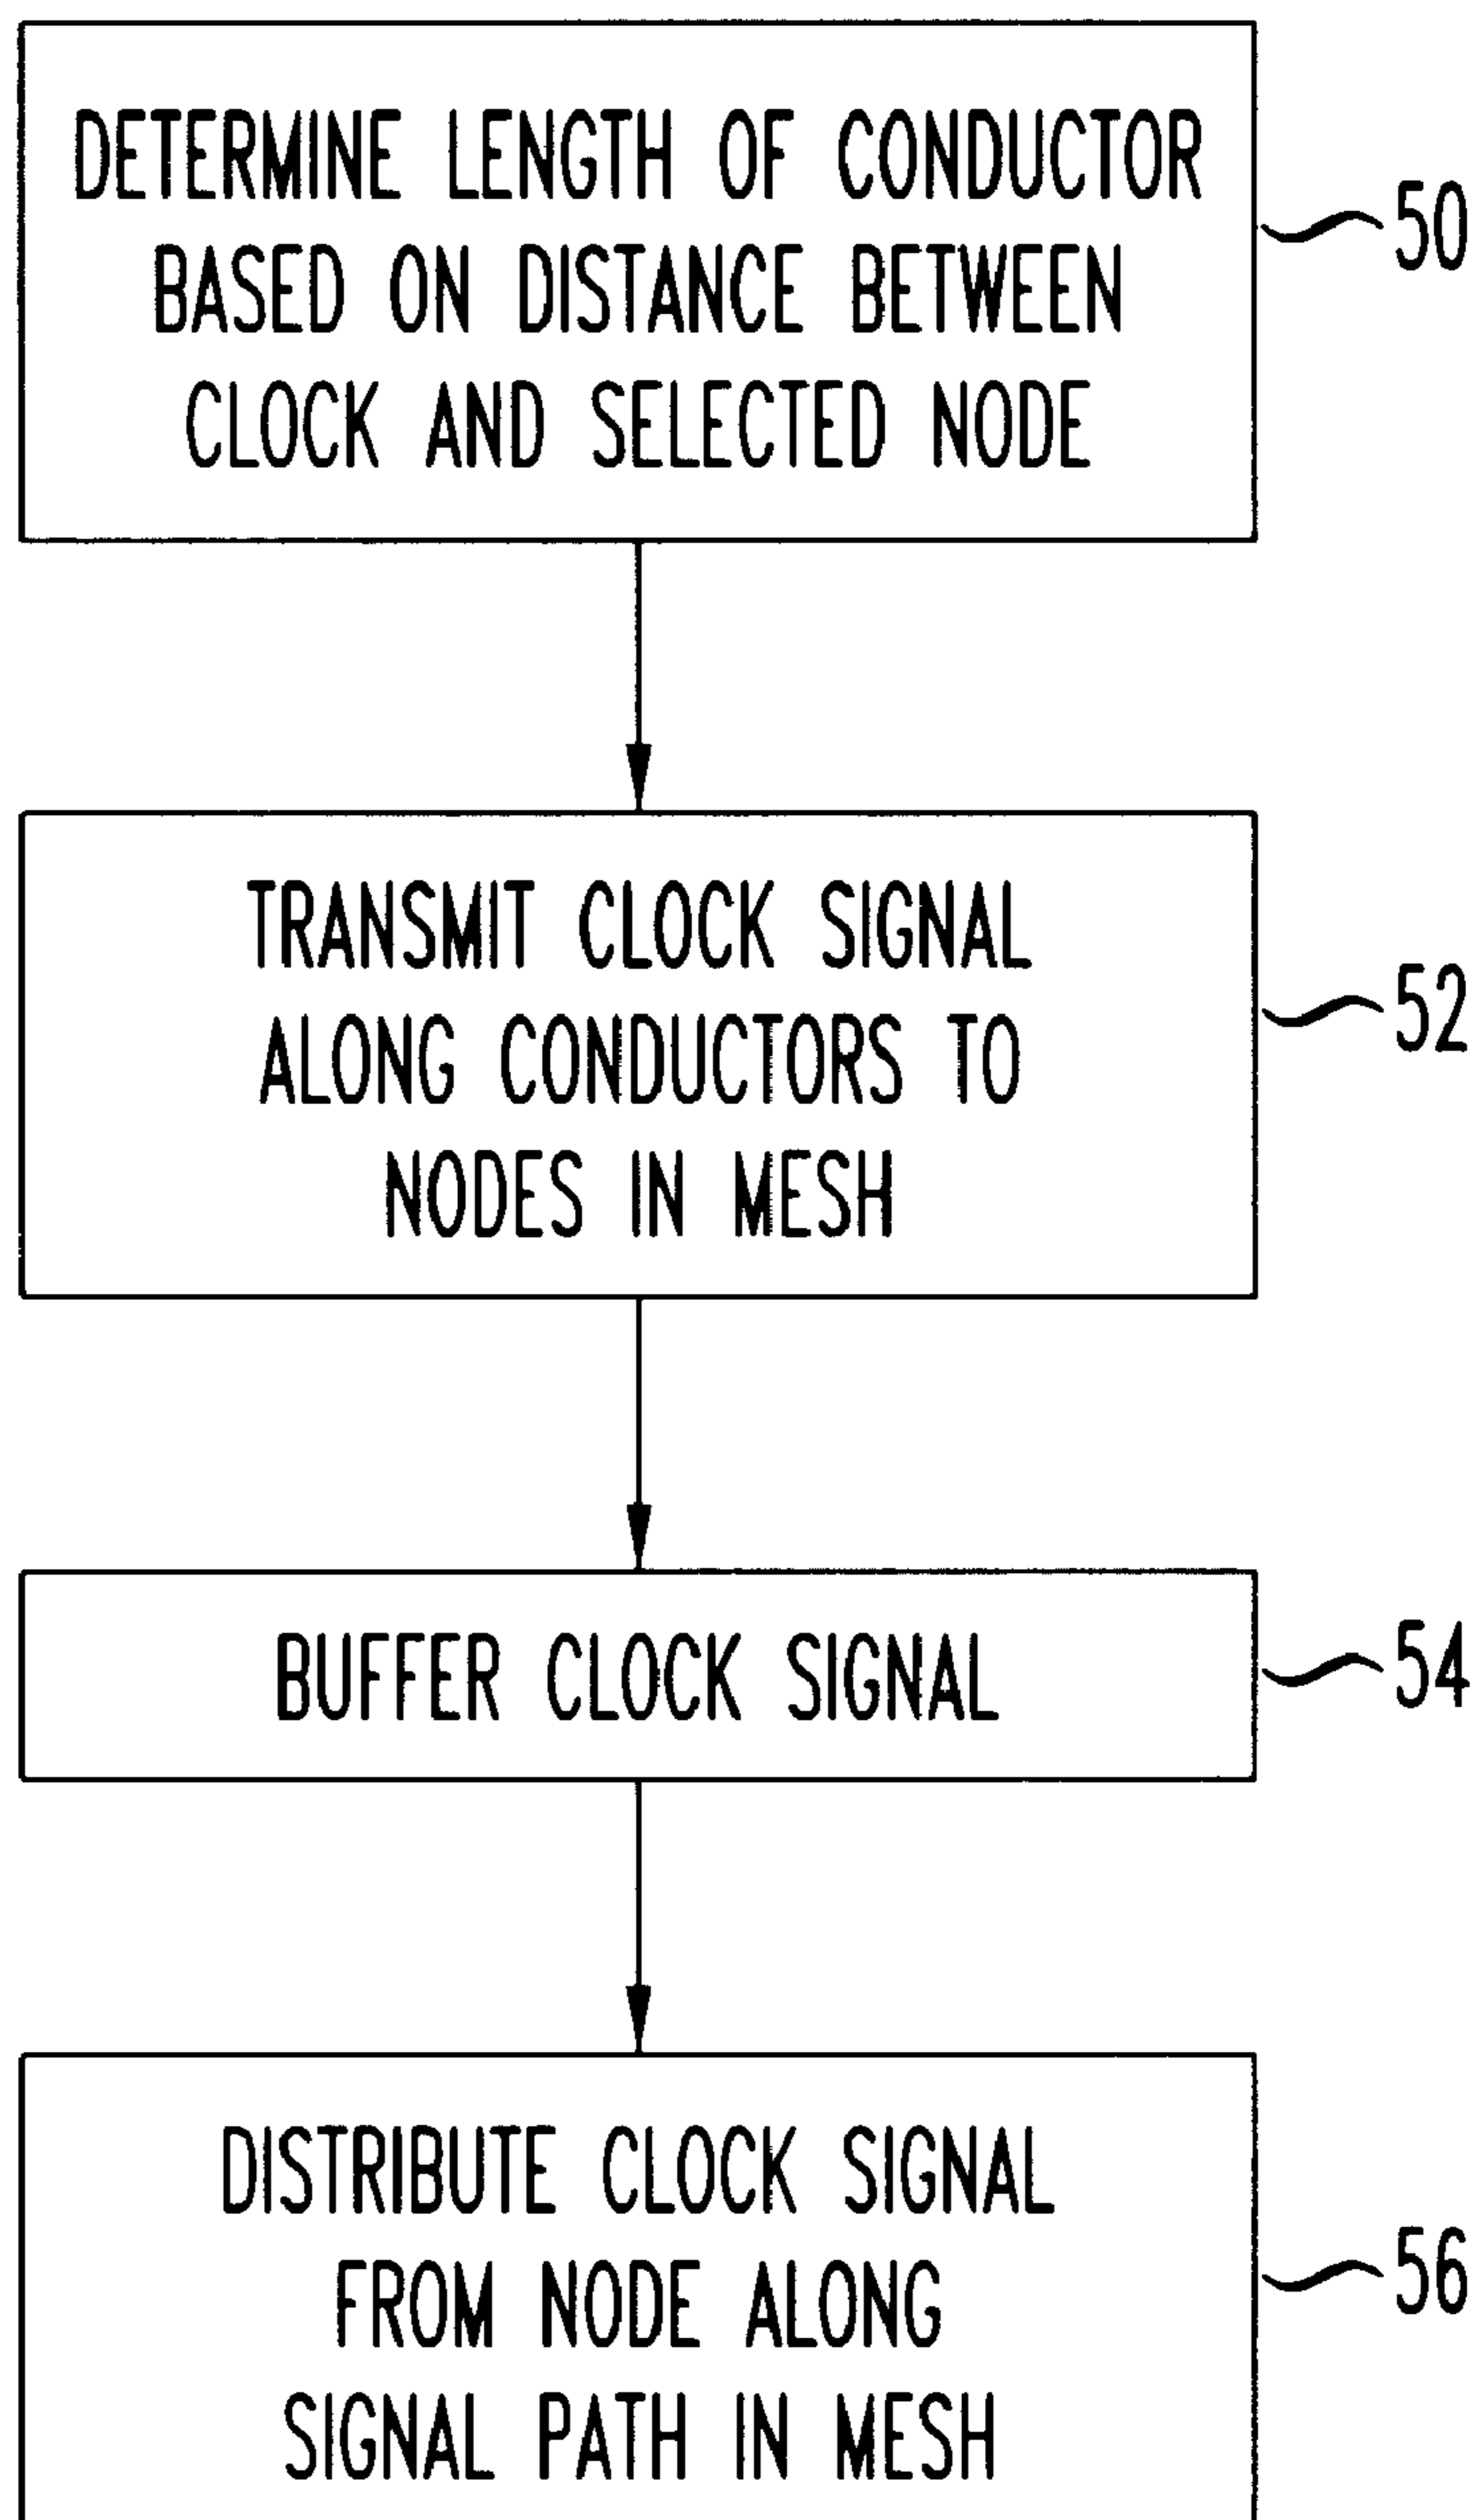 DETERMINE LENGTH OF CONDUCTOR
BASED ON DISTANCE BETWEEN
CLOCK AND SELECTED NODE
50
TRANSMIT CLOCK SIGNAL
ALONG CONDUCTORS TO
NODES IN MESH
52
BUFFER CLOCK SIGNAL
54
DISTRIBUTE CLOCK SIGNAL
FROM NODE ALONG
SIGNAL PATH IN MESH
56